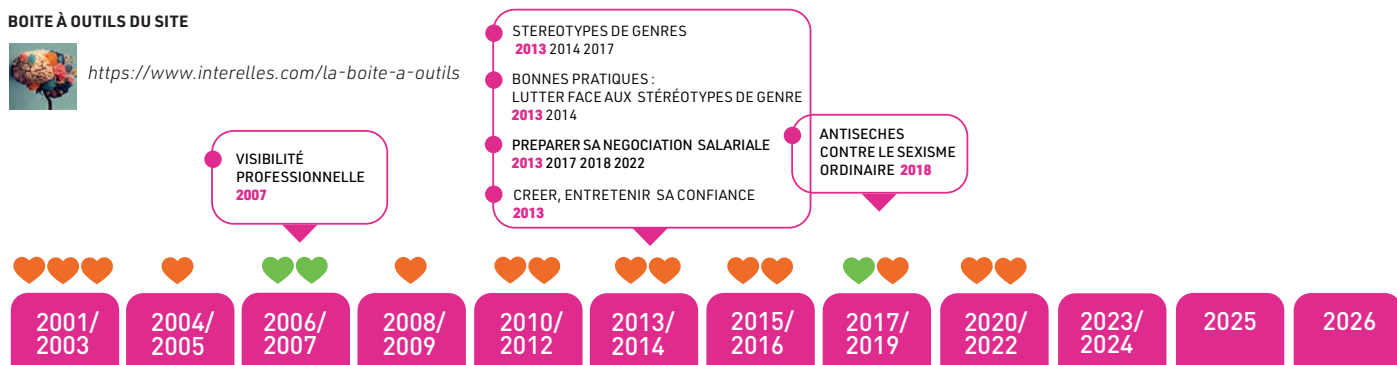 BOITE À OUTILS DU SITE
https://www.interelles.com/la-boite-a-outils
VISIBILITÉ
PROFESSIONNELLE
2007
STEREOTYPES DE GENRES
2013 2014 2017
BONNES PRATIQUES :
LUTTER FACE AUX STÉRÉOTYPES DE GENRE
2013 2014
PREPARER SA NEGOCIATION SALARIALE
2013 2017 2018 2022
CREER, ENTRETENIR SA CONFIANCE
2013
ANTISECHES
CONTRE LE SEXISME
ORDINAIRE 2018
2001/
2003
2004/
2005
2006/
2007
2008/
2009
2010/
2012
2013/
2014
2015/
2016
2017/
2019
2020/
2022
2023/
2024
2025
2026